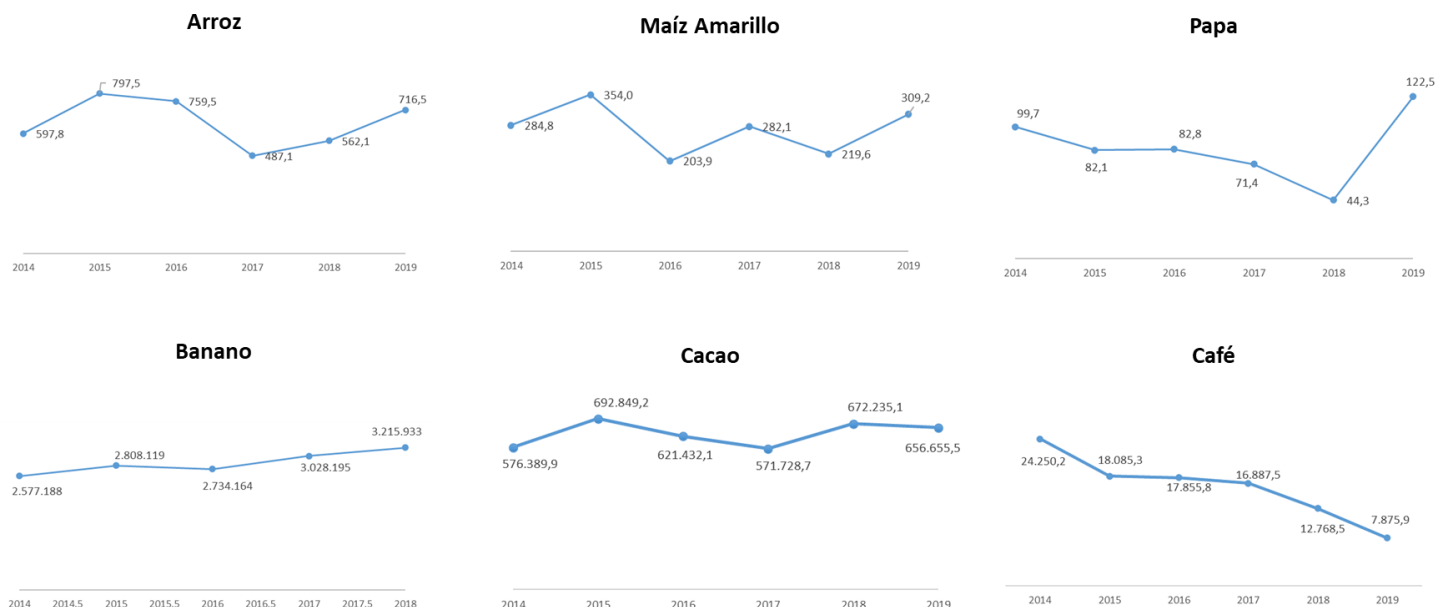 Arroz
797,5
759,5
716,5
597,8
562,1
487,1
2014 2015 2016 2017 2018 2019
Maíz Amarillo
354,0
309,2
284,8
282,1
219,6
203,9
2014 2015 2016 2017 2018 2019
Papa
122,5
99,7
82,8
82,1
71,4
44,3
2014 2015 2016 2017 2018 2019
Banano
3.215.933
2.808.119
3.028.195
2.577.188
2.734.164
2014 2014.5 2015 2015.5 2016 2016.5 2017 2017.5 2018
Cacao
692.849,2
672.235,1
656.655,5
576.389,9
621.432,1
571.728,7
2014 2015 2016 2017 2018 2019
Café
24.250,2
18.085,3
17.855,8
16.887,5
12.768,5
7.875,9
2014 2015 2016 2017 2018 2019